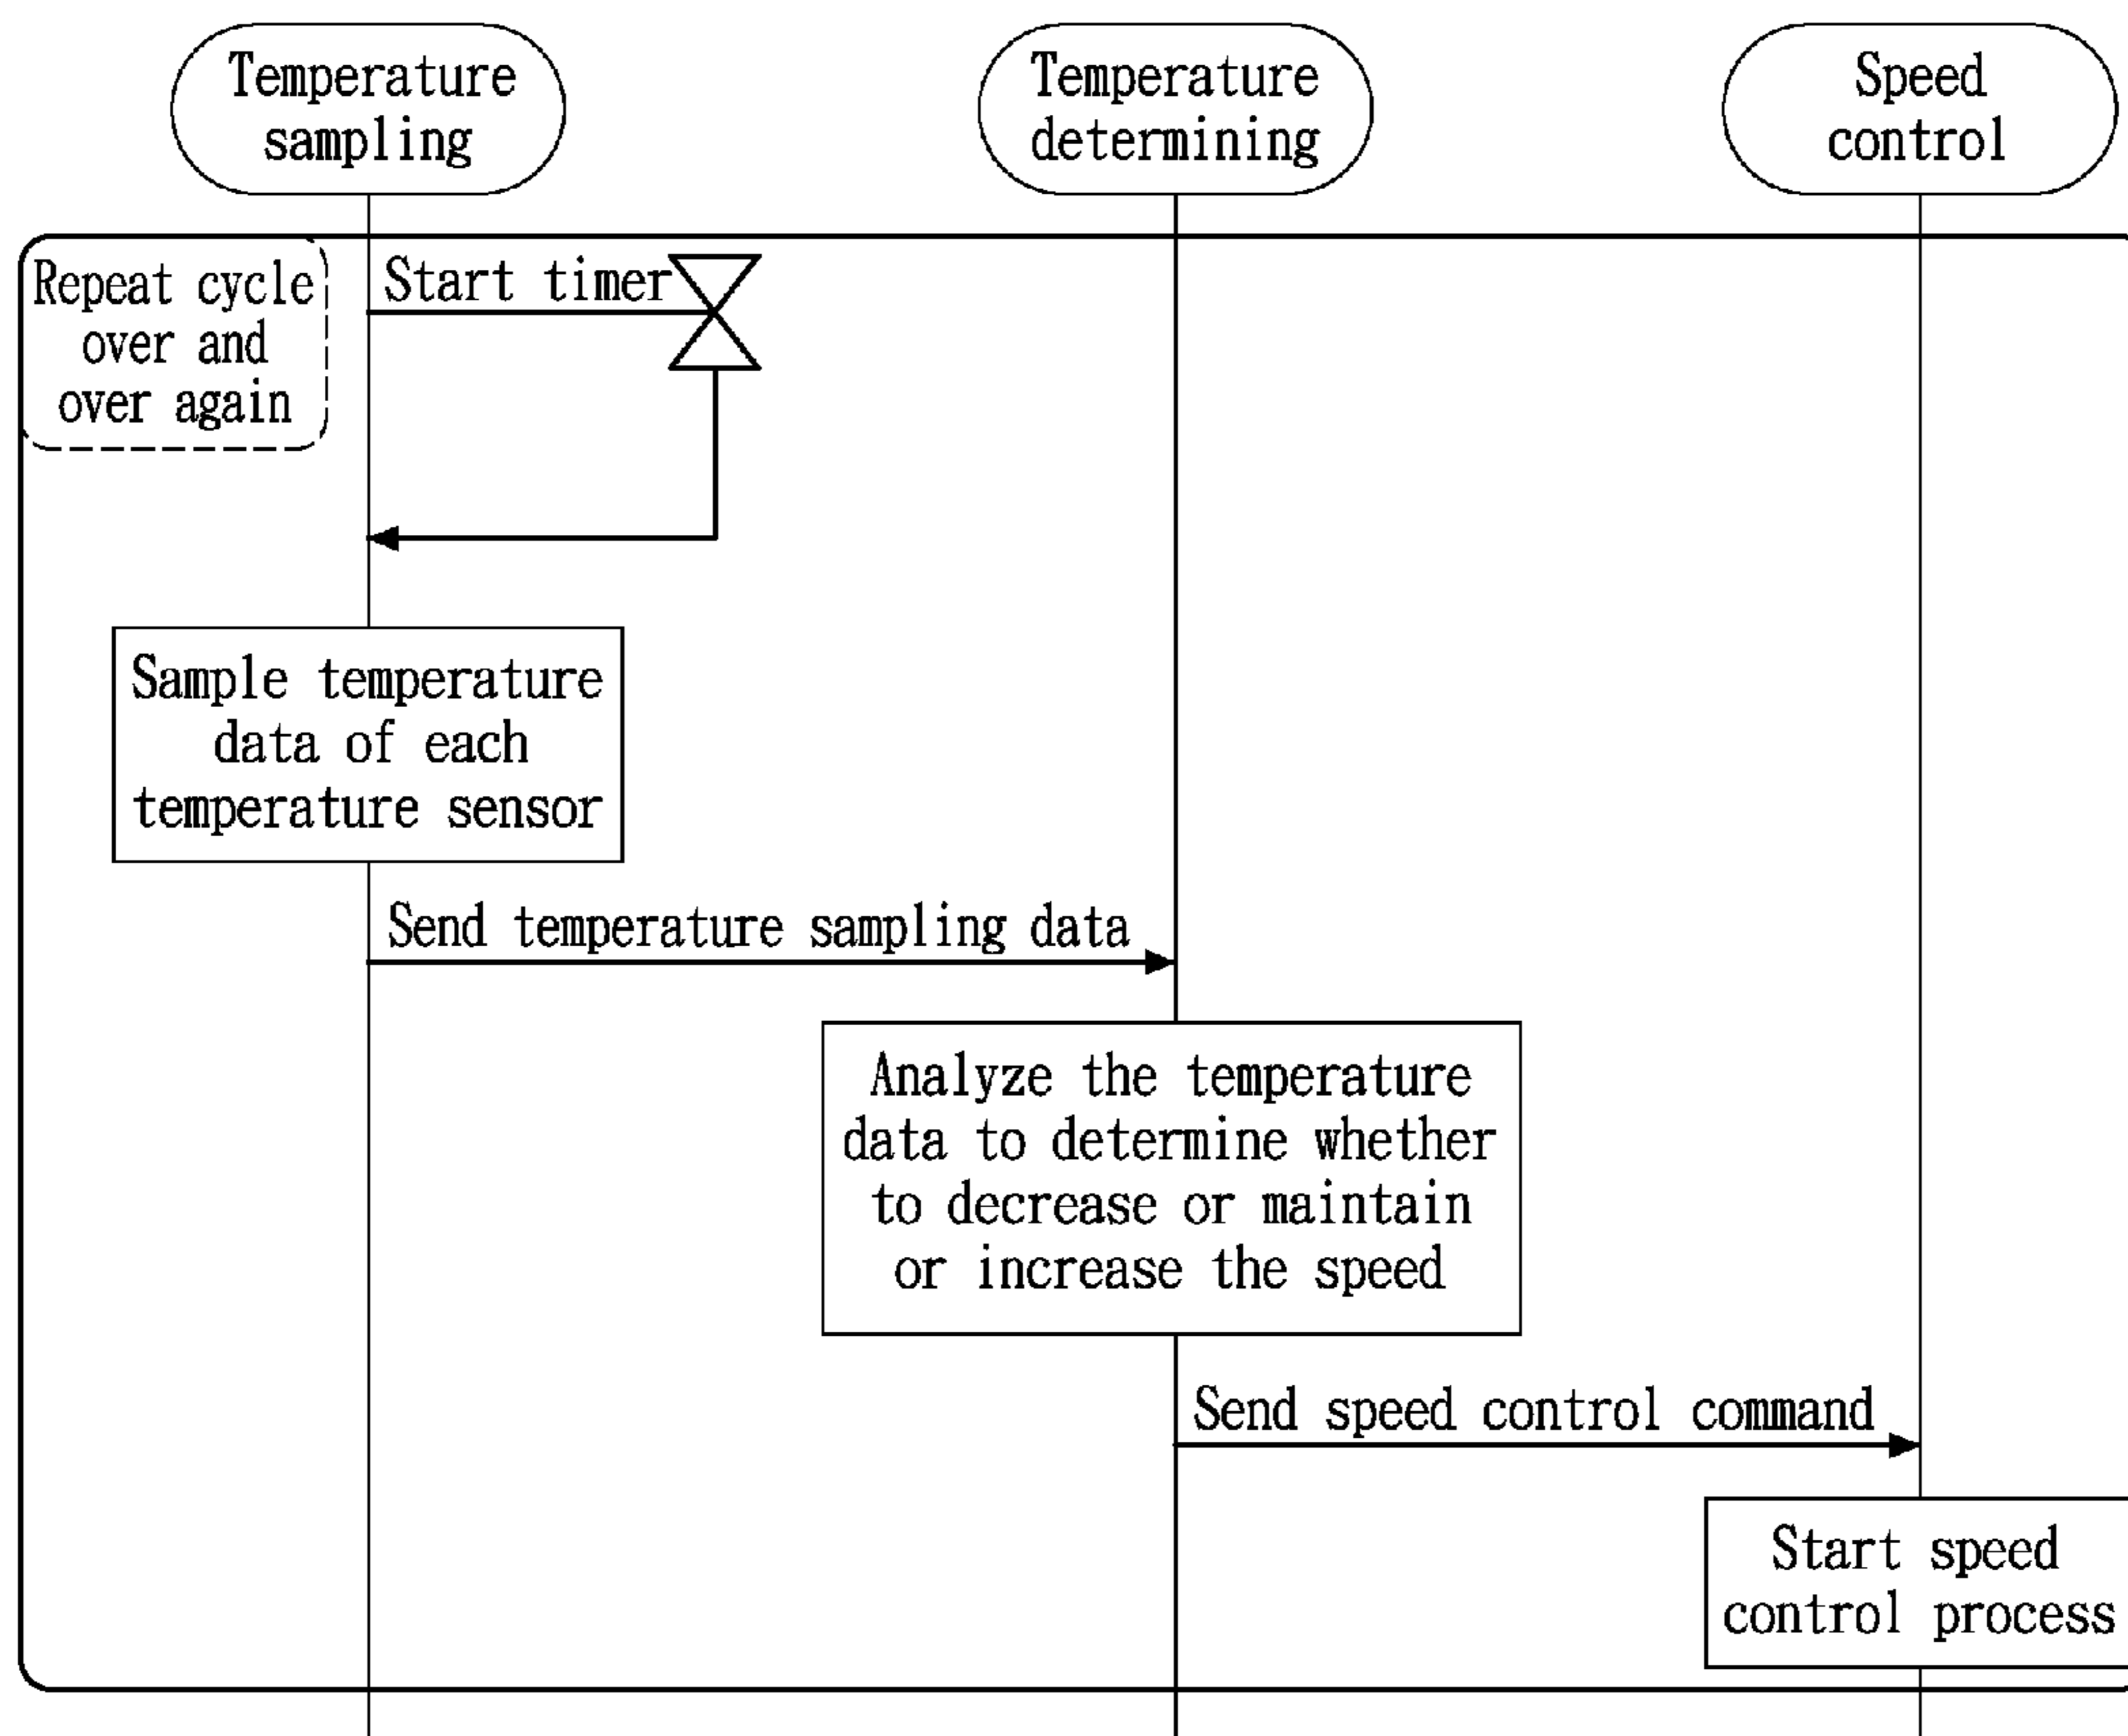 Temperature
sampling
Temperature
determining
Speed
control
Repeat cycle
over and
over again
Start timer
Sample temperature
data of each
temperature sensor
Send temperature sampling data
Analyze the temperature
data to determine whether
to decrease or maintain
or increase the speed
Send speed control command
Start speed
control process